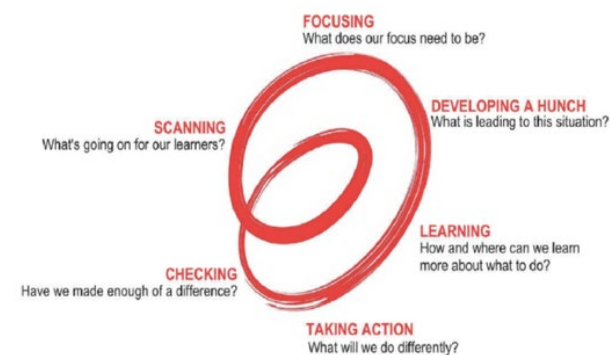 FOCUSING
What does our focus need to be?
DEVELOPING A HUNCH
What is leading to this situation?
SCANNING
What's going on for our learners?
LEARNING
How and where can we learn
more about what to do?
CHECKING
Have we made enough of a difference?
TAKING ACTION
What will we do differently?